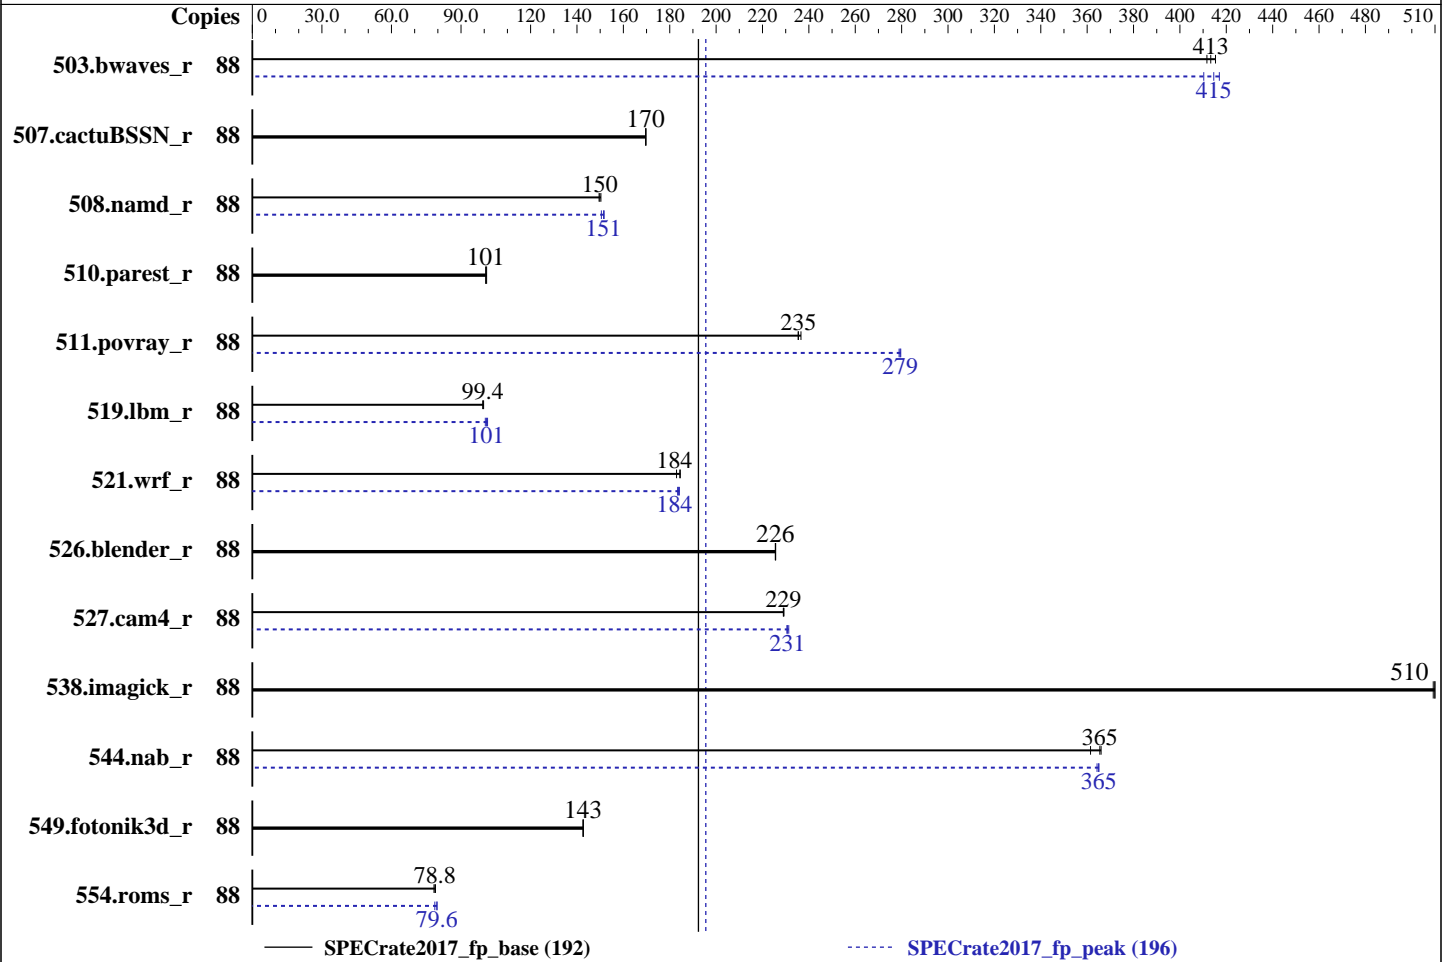 Copies 0 30.0 60.0 90.0 120 140 160 180 200 220 240 260 280 300 320 340 360 380 400 420 440 460 480 510
413
503.bwaves_r 88
415
170
507.cactuBSSN_r 88
150
508.namd_r 88
151
101
510.parest_r 88
235
511.povray_r 88
279
99.4
519.lbm_r 88
101
184
521.wrf_r 88
184
226
526.blender_r 88
229
527.cam4_r 88
231
510
538.imagick_r 88
365
544.nab_r 88
365
143
549.fotonik3d_r 88
78.8
554.roms_r 88
79.6
SPECrate2017_fp_base (192) SPECrate2017_fp_peak (196)